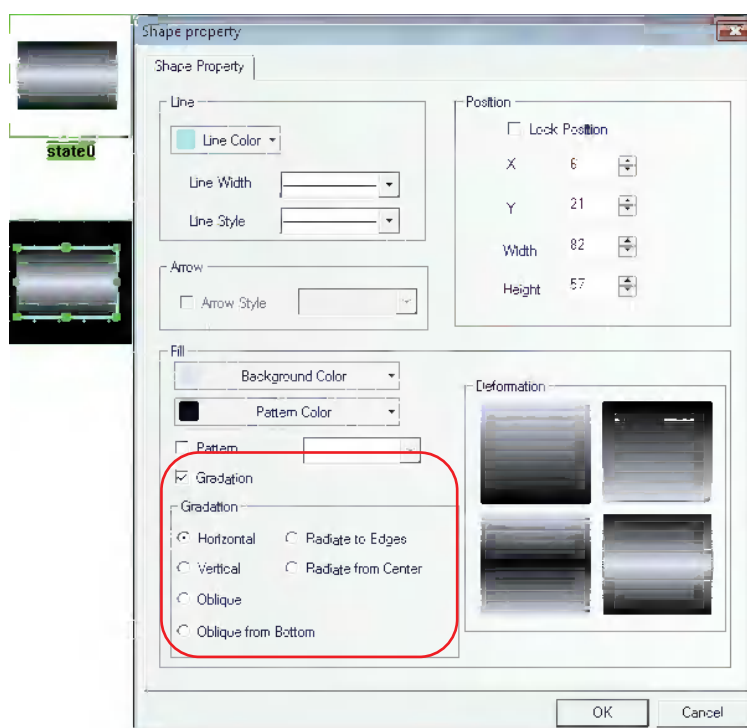 Shape property
Shape Property
state0
Line
Line Color
Line Width
Line Style
Arrow
Arrow Style
Position
Lock Position
X 6
Y 21
Width 82
Height 57
Fill
Background Color
Pattern Color
Pattern
Gradation
Gradation
Horizontal Radiate to Edges
Vertical Radiate from Center
Oblique
Oblique from Bottom
Deformation
OK Cancel